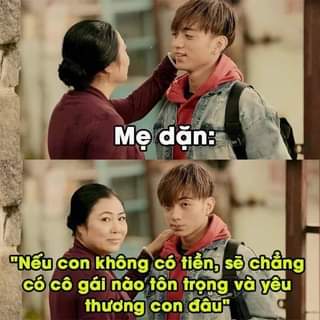 Mẹ dặn:
"Nếu con không có tiền, sẽ chẳng
có cô gái nào tôn trọng và yêu
thương con đâu"